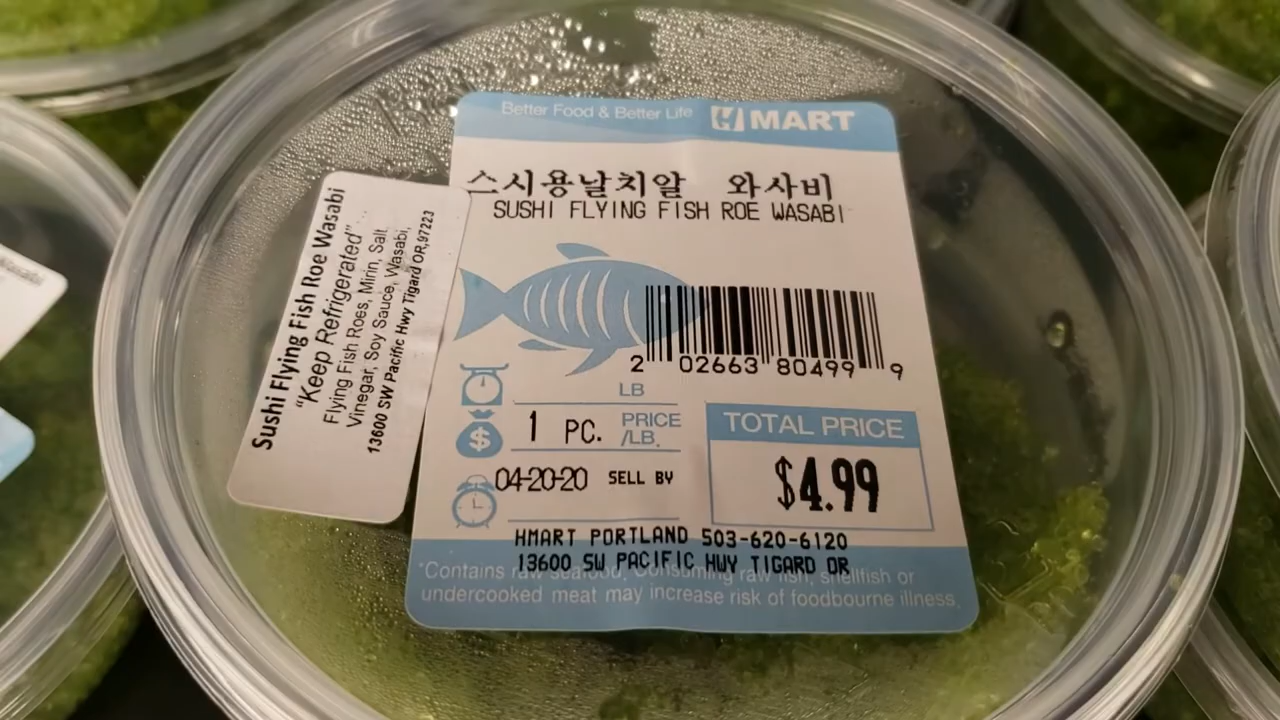 Better Food & Better Life H MART
스시용날치알 와사비
SUSHI FLYING FISH ROE WASABI
2 02663 80499 9
LB
1 PC. PRICE /LB.
TOTAL PRICE
$4.99
$
04-20-20 SELL BY
HMART PORTLAND 503-620-6120
13600 SW PACIFIC HWY TIGARD OR
*Contains raw seafood. Consuming raw fish, shellfish or
undercooked meat may increase risk of foodbourne illness.
Sushi Flying Fish Roe Wasabi
"Keep Refrigerated"
Flying Fish Roes, Mirin, Salt,
Vinegar, Soy Sauce, Wasabi,
13600 SW Pacific Hwy Tigard OR,97223